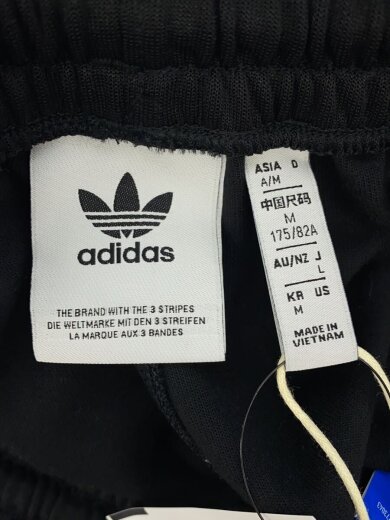 adidas
THE BRAND WITH THE 3 STRIPES
DIE WELTMARKE MIT DEN 3 STREIFEN
LA MARQUE AUX 3 BANDES
ASIA D
A/M
中国尺码
M
175/82A
AU/NZ J
L
KR US
M
MADE IN
VIETNAM